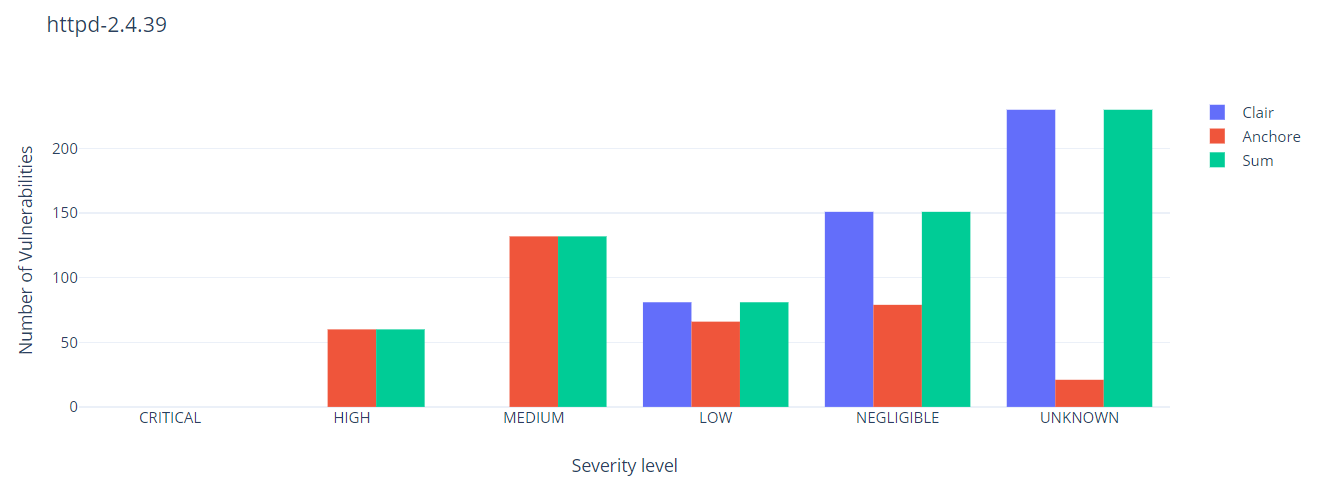 httpd-2.4.39
Number of Vulnerabilities
200
150
100
50
0
CRITICAL
HIGH
MEDIUM
LOW
NEGLIGIBLE
UNKNOWN
Severity level
Clair
Anchore
Sum